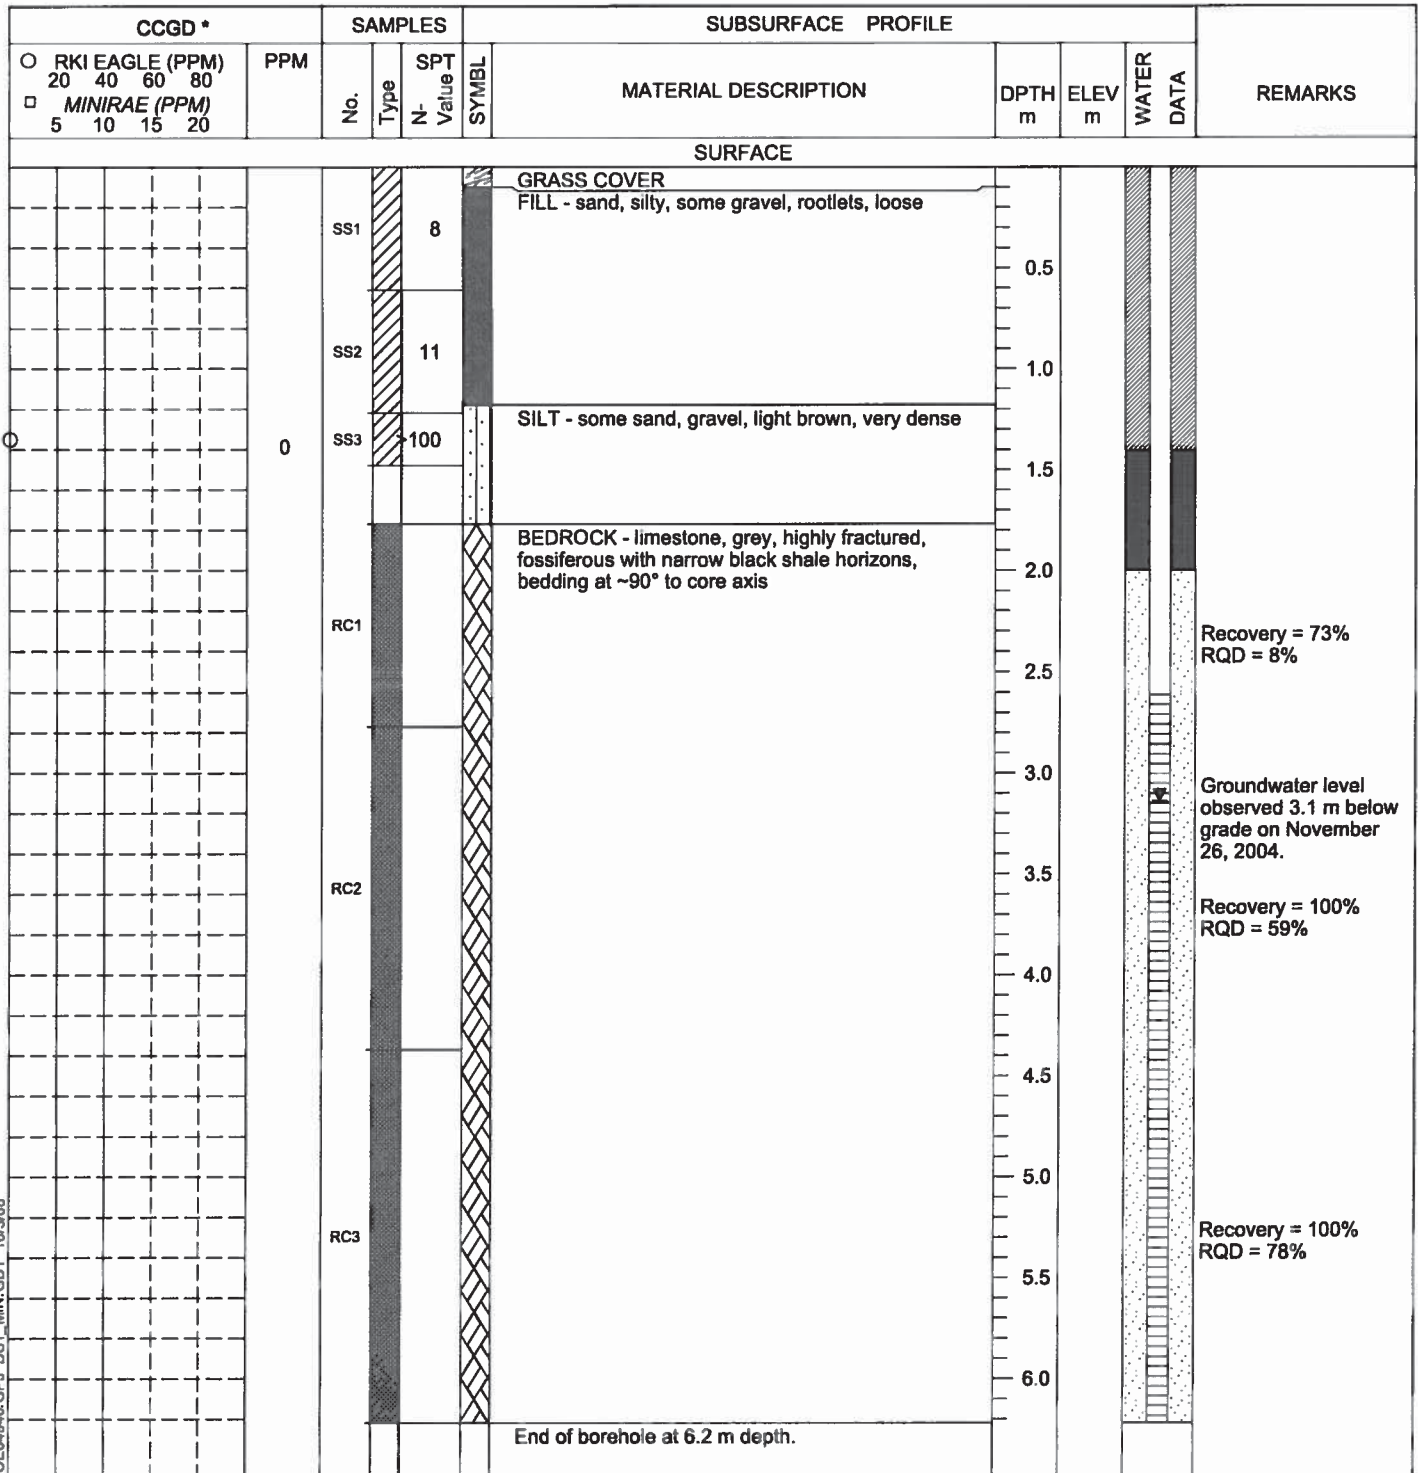 CCGD *
SAMPLES
SUBSURFACE PROFILE
○ RKI EAGLE (PPM)
20 40 60 80
□ MINIRAE (PPM)
5 10 15 20
PPM
No.
Type
SPT
N-
Value
SYMBL
MATERIAL DESCRIPTION
DPTH
m
ELEV
m
WATER
DATA
REMARKS
SURFACE
GRASS COVER
FILL - sand, silty, some gravel, rootlets, loose
SS1
8
0.5
SS2
11
1.0
SILT - some sand, gravel, light brown, very dense
0
SS3
>100
1.5
BEDROCK - limestone, grey, highly fractured,
fossiferous with narrow black shale horizons,
bedding at ~90° to core axis
2.0
RC1
Recovery = 73%
RQD = 8%
2.5
3.0
Groundwater level
observed 3.1 m below
grade on November
26, 2004.
3.5
RC2
Recovery = 100%
RQD = 59%
4.0
4.5
5.0
RC3
Recovery = 100%
RQD = 78%
5.5
6.0
End of borehole at 6.2 m depth.